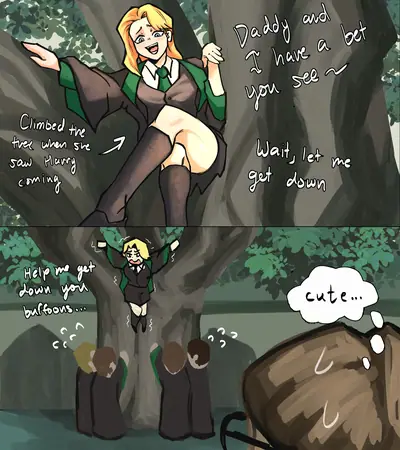 Daddy and
I have a bet
you see~
Climbed the
tree when she
saw Harry
coming
Wait, let me
get down
Help me get
down you
buffoons...
cute...